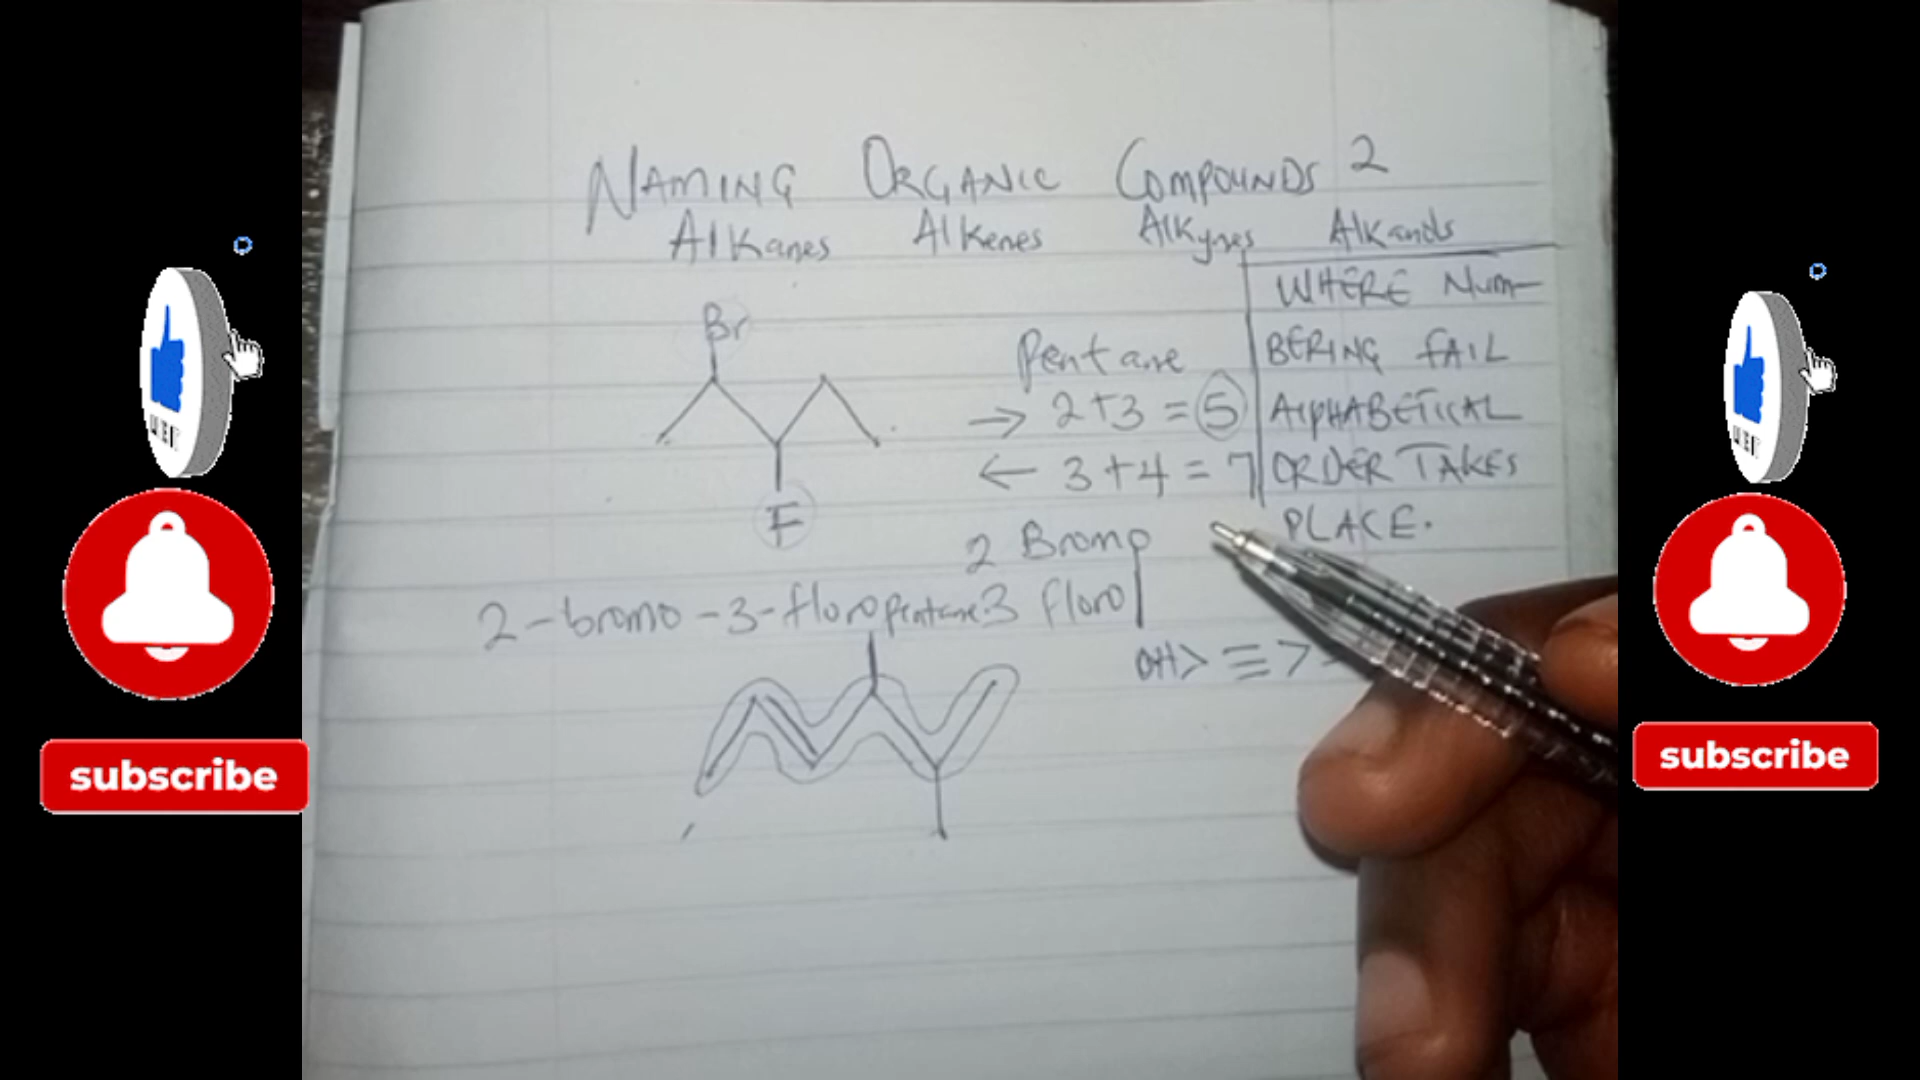 NAMING ORGANIC COMPOUNDS 2
Alkanes Alkenes Alkynes Alkanols
WHERE NUM-
BERING FAIL
ALPHABETICAL
ORDER TAKES
PLACE.
Br
F
Pentane
→ 2+3 = 5
← 3+4 = 7
2 Bromo
3 floro
2-bromo-3-floropentane
OH> ≡ >
subscribe
subscribe